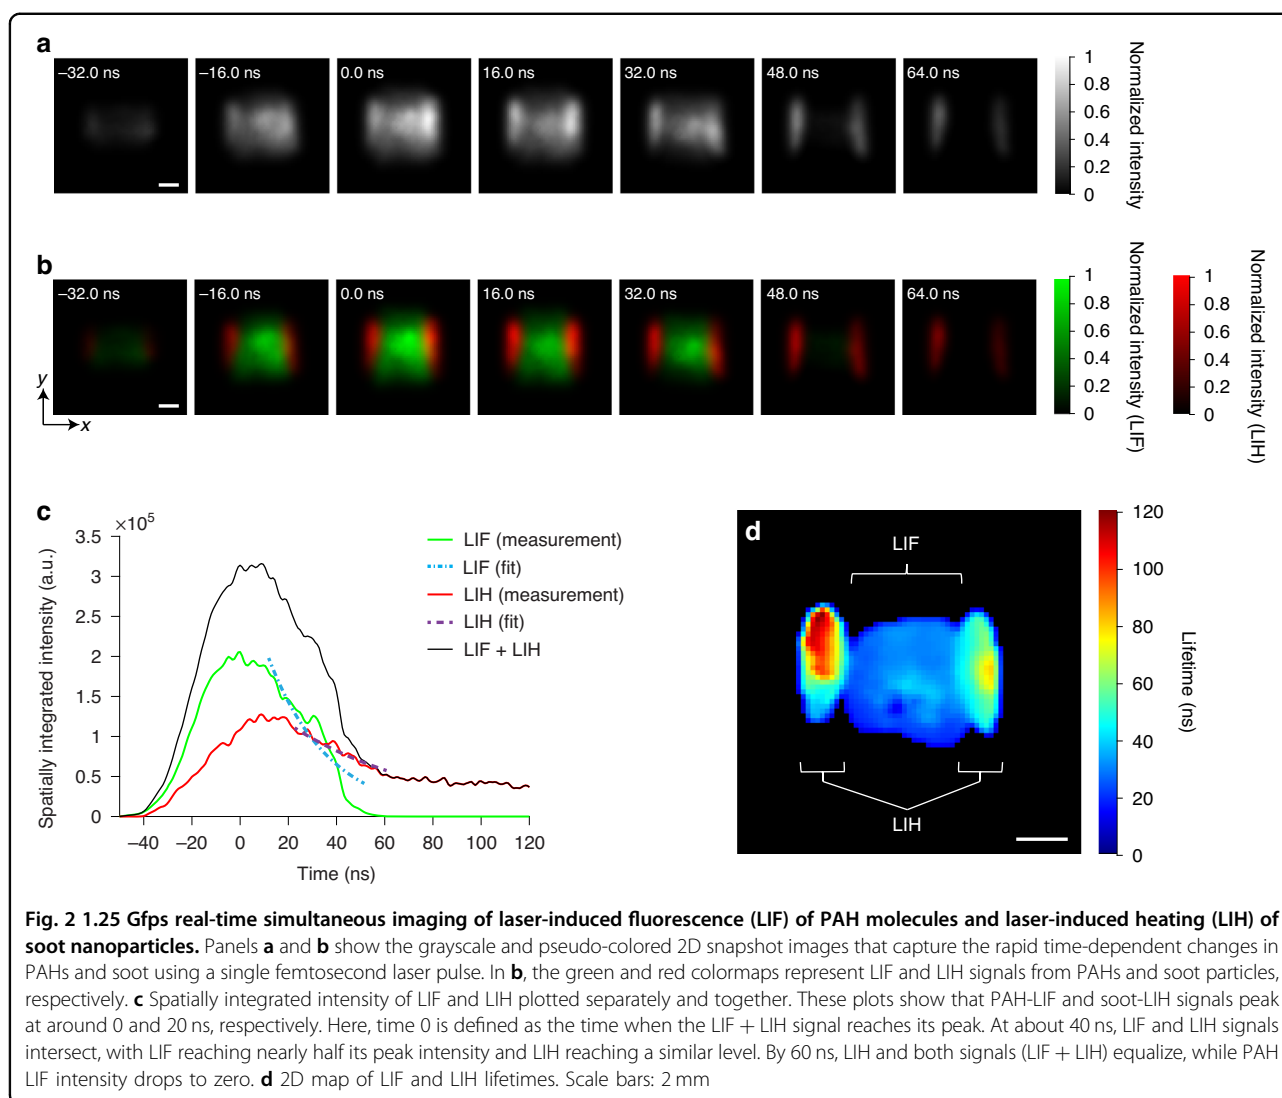 a
−32.0 ns
−16.0 ns
0.0 ns
16.0 ns
32.0 ns
48.0 ns
64.0 ns
1
0.8
0.6
0.4
0.2
0
Normalized intensity
b
−32.0 ns
−16.0 ns
0.0 ns
16.0 ns
32.0 ns
48.0 ns
64.0 ns
y
x
1
0.8
0.6
0.4
0.2
0
Normalized intensity (LIF)
1
0.8
0.6
0.4
0.2
0
Normalized intensity (LIH)
c
×10⁵
3.5
3
2.5
2
1.5
1
0.5
0
Spatially integrated intensity (a.u.)
−40 −20 0 20 40 60 80 100 120
Time (ns)
LIF (measurement)
LIF (fit)
LIH (measurement)
LIH (fit)
LIF + LIH
d
LIF
LIH
120
100
80
60
40
20
0
Lifetime (ns)
Fig. 2 1.25 Gfps real-time simultaneous imaging of laser-induced fluorescence (LIF) of PAH molecules and laser-induced heating (LIH) of
soot nanoparticles. Panels a and b show the grayscale and pseudo-colored 2D snapshot images that capture the rapid time-dependent changes in
PAHs and soot using a single femtosecond laser pulse. In b, the green and red colormaps represent LIF and LIH signals from PAHs and soot particles,
respectively. c Spatially integrated intensity of LIF and LIH plotted separately and together. These plots show that PAH-LIF and soot-LIH signals peak
at around 0 and 20 ns, respectively. Here, time 0 is defined as the time when the LIF + LIH signal reaches its peak. At about 40 ns, LIF and LIH signals
intersect, with LIF reaching nearly half its peak intensity and LIH reaching a similar level. By 60 ns, LIH and both signals (LIF + LIH) equalize, while PAH
LIF intensity drops to zero. d 2D map of LIF and LIH lifetimes. Scale bars: 2 mm